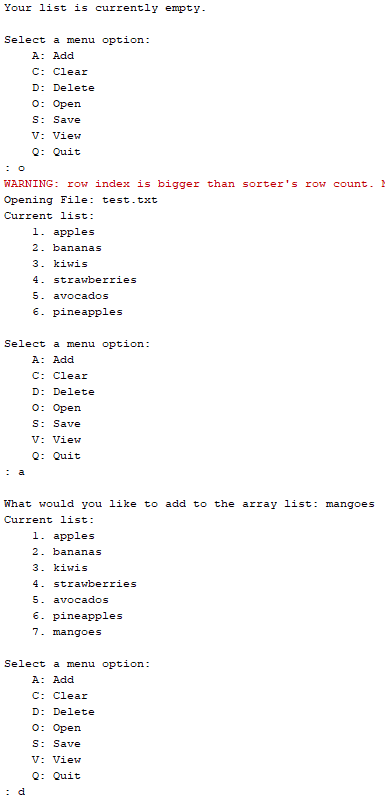 Your list is currently empty.
Select a menu option:
A: Add
C: Clear
D: Delete
O: Open
S: Save
V: View
Q: Quit
: o
WARNING: row index is bigger than sorter's row count.
Opening File: test.txt
Current list:
1. apples
2. bananas
3. kiwis
4. strawberries
5. avocados
6. pineapples
Select a menu option:
A: Add
C: Clear
D: Delete
O: Open
S: Save
V: View
Q: Quit
: a
What would you like to add to the array list: mangoes
Current list:
1. apples
2. bananas
3. kiwis
4. strawberries
5. avocados
6. pineapples
7. mangoes
Select a menu option:
A: Add
C: Clear
D: Delete
O: Open
S: Save
V: View
Q: Quit
: d